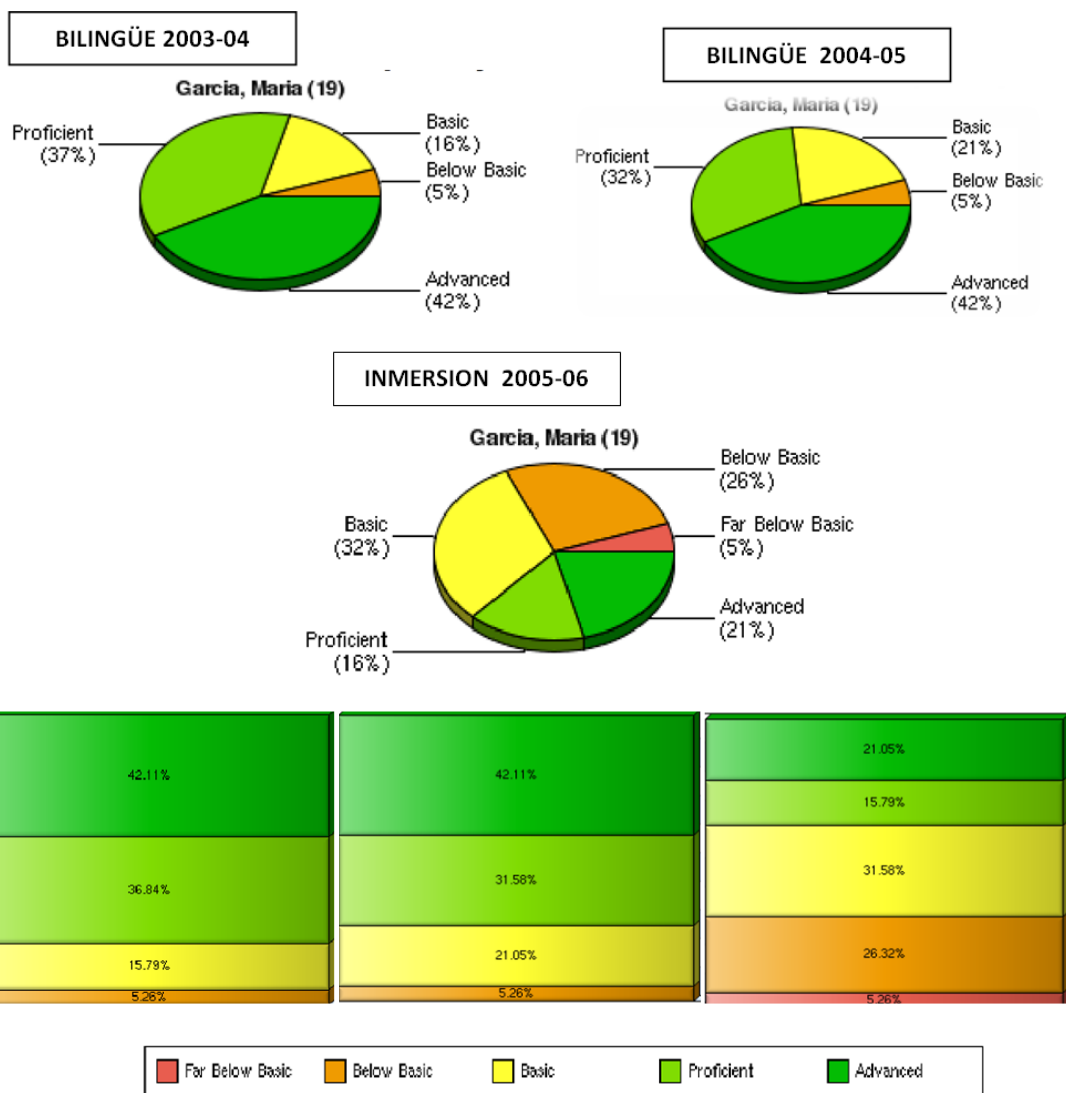 BILINGÜE 2003-04
Garcia, Maria (19)
Proficient
(37%)
Basic
(16%)
Below Basic
(5%)
Advanced
(42%)
BILINGÜE 2004-05
Garcia, Maria (19)
Proficient
(32%)
Basic
(21%)
Below Basic
(5%)
Advanced
(42%)
INMERSION 2005-06
Garcia, Maria (19)
Below Basic
(26%)
Basic
(32%)
Far Below Basic
(5%)
Advanced
(21%)
Proficient
(16%)
42.11%
36.84%
15.79%
5.26%
42.11%
31.58%
21.05%
5.26%
21.05%
15.79%
31.58%
26.32%
5.26%
Far Below Basic Below Basic Basic Proficient Advanced